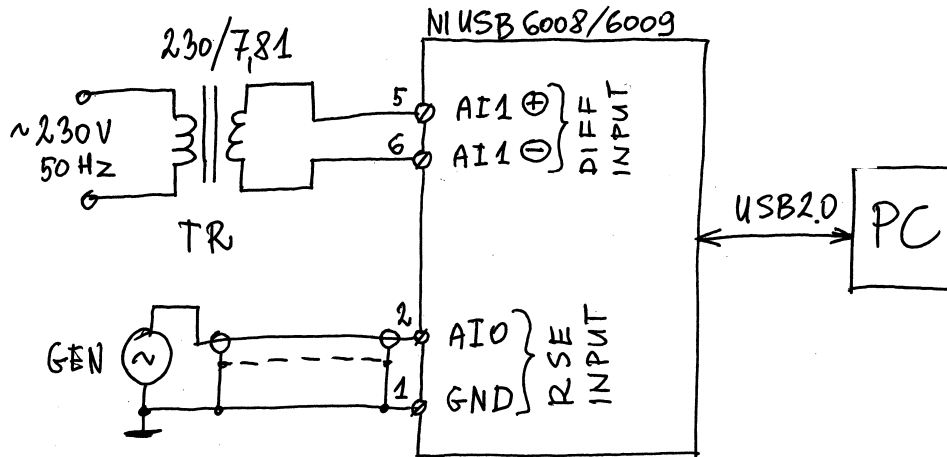 NI USB 6008/6009
230/7,81
~230V
50Hz
TR
5
AI1 ⊕
6
AI1 ⊖
DIFF
INPUT
USB2.0
PC
GEN
~
2
AI0
1
GND
RSE
INPUT